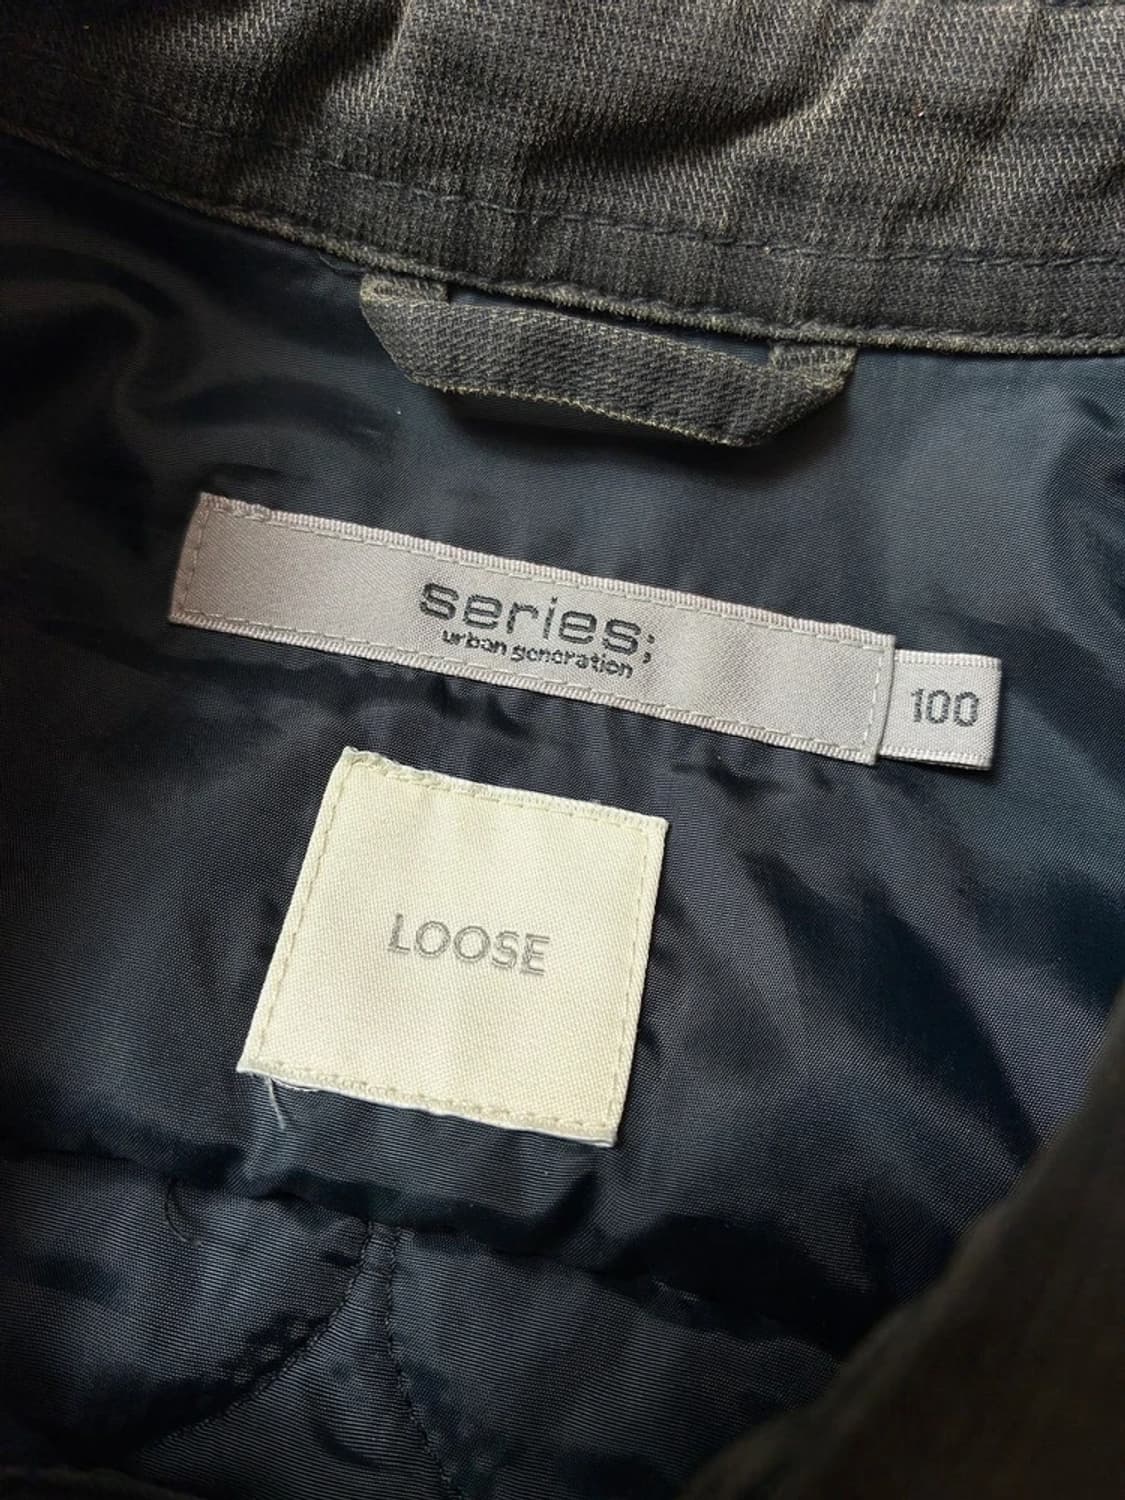 series;
urban generation
100
LOOSE